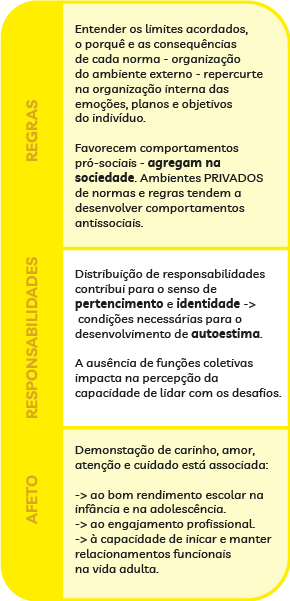 REGRAS
Entender os limites acordados,
o porquê e as consequências
de cada norma - organização
do ambiente externo - repercurte
na organização interna das
emoções, planos e objetivos
do indivíduo.
Favorecem comportamentos
pró-sociais - agregam na
sociedade. Ambientes PRIVADOS
de normas e regras tendem a
desenvolver comportamentos
antissociais.
RESPONSABILIDADES
Distribuição de responsabilidades
contribui para o senso de
pertencimento e identidade ->
condições necessárias para o
desenvolvimento de autoestima.
A ausência de funções coletivas
impacta na percepção da
capacidade de lidar com os desafios.
AFETO
Demonstação de carinho, amor,
atenção e cuidado está associada:
-> ao bom rendimento escolar na
infância e na adolescência.
-> ao engajamento profissional.
-> à capacidade de inicar e manter
relacionamentos funcionais
na vida adulta.